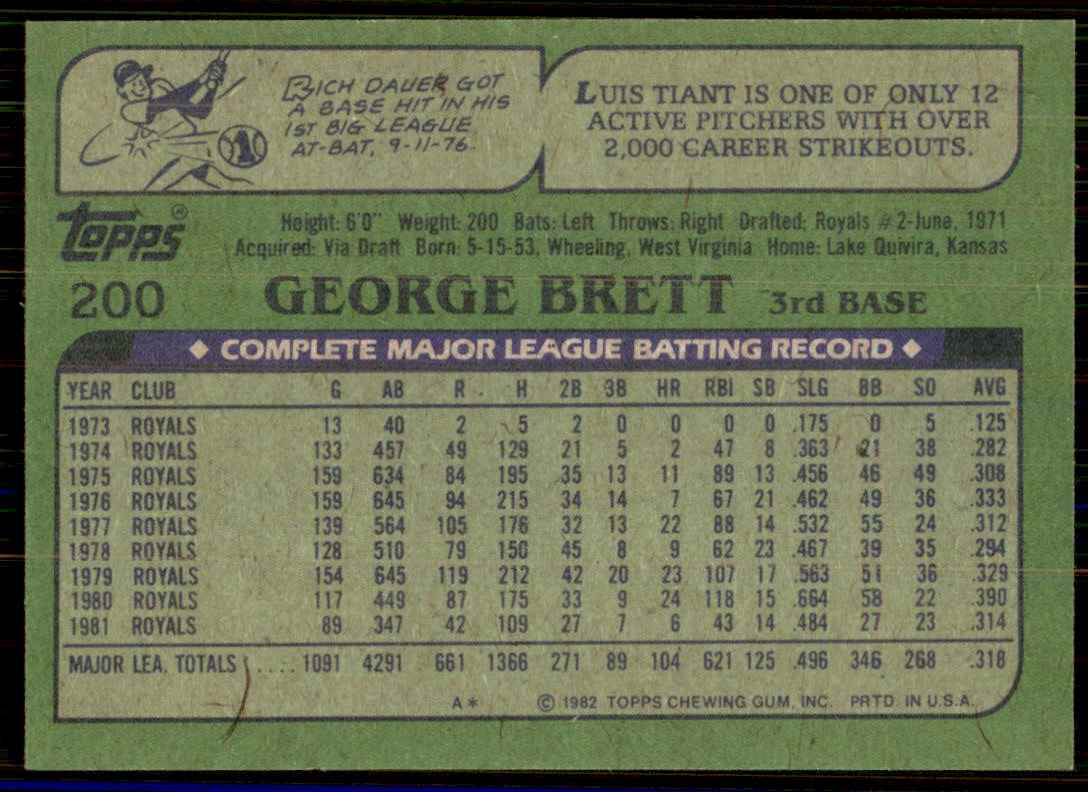 RICH DAUER GOT
A BASE HIT IN HIS
1ST BIG LEAGUE
AT-BAT, 9-11-76.
1
LUIS TIANT IS ONE OF ONLY 12
ACTIVE PITCHERS WITH OVER
2,000 CAREER STRIKEOUTS.
Topps®
Height: 6'0" Weight: 200 Bats: Left Throws: Right Drafted: Royals #2-June, 1971
Acquired: Via Draft Born: 5-15-53, Wheeling, West Virginia Home: Lake Quivira, Kansas
200 GEORGE BRETT 3rd BASE
◆ COMPLETE MAJOR LEAGUE BATTING RECORD ◆
YEAR CLUB G AB R H 2B 3B HR RBI SB SLG BB SO AVG
1973 ROYALS 13 40 2 5 2 0 0 0 0 .175 0 5 .125
1974 ROYALS 133 457 49 129 21 5 2 47 8 .363 21 38 .282
1975 ROYALS 159 634 84 195 35 13 11 89 13 .456 46 49 .308
1976 ROYALS 159 645 94 215 34 14 7 67 21 .462 49 36 .333
1977 ROYALS 139 564 105 176 32 13 22 88 14 .532 55 24 .312
1978 ROYALS 128 510 79 150 45 8 9 62 23 .467 39 35 .294
1979 ROYALS 154 645 119 212 42 20 23 107 17 .563 51 36 .329
1980 ROYALS 117 449 87 175 33 9 24 118 15 .664 58 22 .390
1981 ROYALS 89 347 42 109 27 7 6 43 14 .484 27 23 .314
MAJOR LEA. TOTALS ..... 1091 4291 661 1366 271 89 104 621 125 .496 346 268 .318
A* © 1982 TOPPS CHEWING GUM, INC. PRTD IN U.S.A.